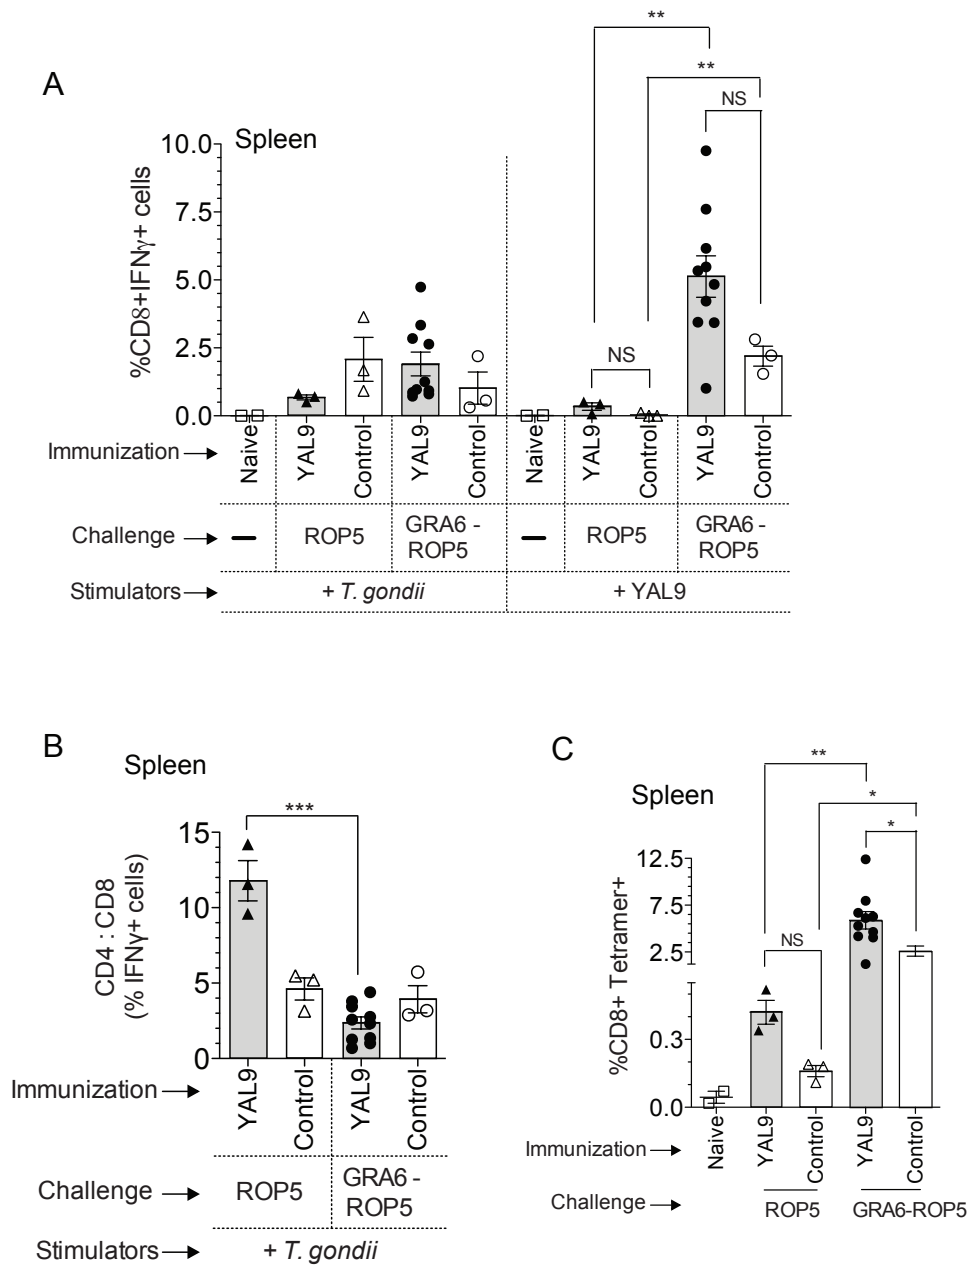 A
**
**
NS
Spleen
%CD8+IFNγ+ cells
10.0
7.5
5.0
2.5
0.0
NS
Immunization
Naive
YAL9
Control
YAL9
Control
Naive
YAL9
Control
YAL9
Control
Challenge
–
ROP5
GRA6 -
ROP5
–
ROP5
GRA6 -
ROP5
Stimulators
+ T. gondii
+ YAL9
B
Spleen
***
CD4 : CD8
(% IFNγ+ cells)
15
10
5
0
Immunization
YAL9
Control
YAL9
Control
Challenge
ROP5
GRA6 -
ROP5
Stimulators
+ T. gondii
C
**
Spleen
*
*
NS
%CD8+ Tetramer+
12.5
7.5
2.5
0.3
0.0
Immunization
Naive
YAL9
Control
YAL9
Control
Challenge
ROP5
GRA6-ROP5